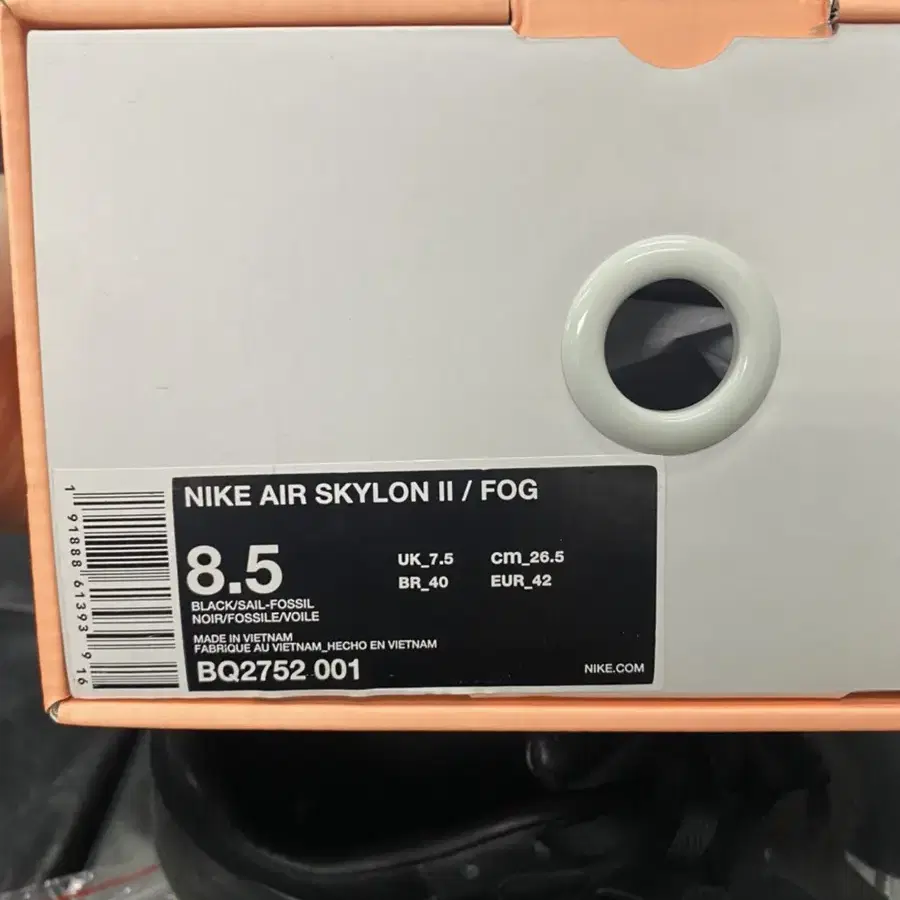 NIKE AIR SKYLON II / FOG
8.5
UK_7.5 cm_26.5
BR_40 EUR_42
BLACK/SAIL-FOSSIL
NOIR/FOSSILE/VOILE
MADE IN VIETNAM
FABRIQUE AU VIETNAM_HECHO EN VIETNAM
BQ2752 001
NIKE.COM
1 91888 61393 9 16